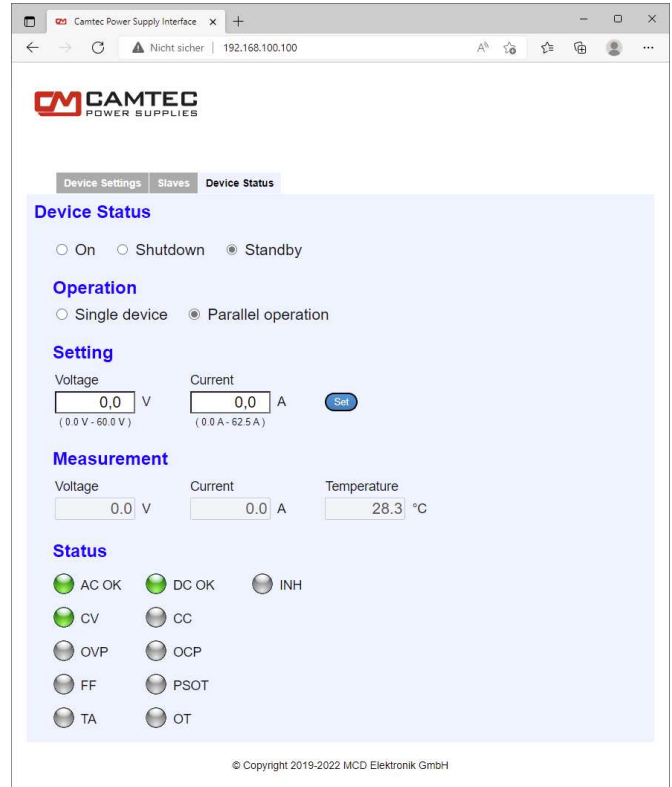 Camtec Power Supply Interface
Nicht sicher | 192.168.100.100
CM CAMTEC
POWER SUPPLIES
Device Settings Slaves Device Status
Device Status
On Shutdown Standby
Operation
Single device Parallel operation
Setting
Voltage Current
0,0 V 0,0 A Set
( 0.0 V - 60.0 V ) ( 0.0 A - 62.5 A )
Measurement
Voltage Current Temperature
0.0 V 0.0 A 28.3 °C
Status
AC OK DC OK INH
CV CC
OVP OCP
FF PSOT
TA OT
© Copyright 2019-2022 MCD Elektronik GmbH